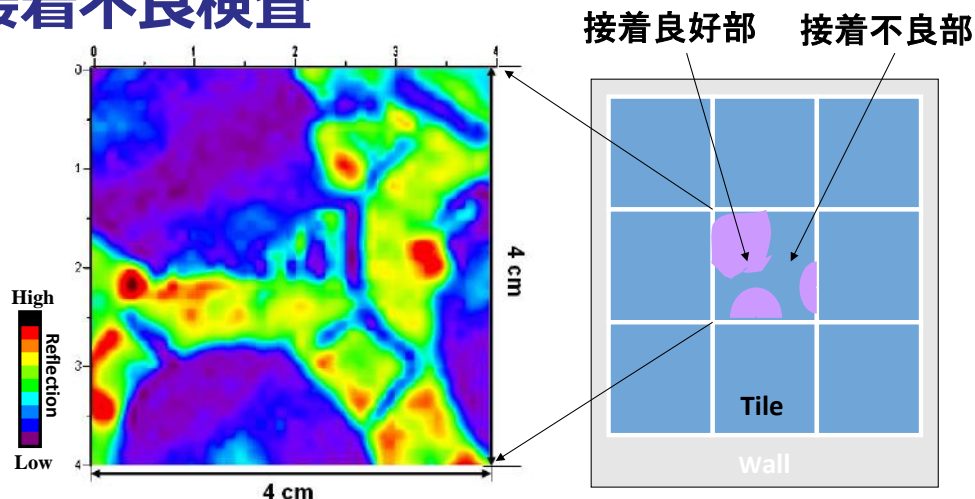 接着不良検査
接着良好部
接着不良部
0 1 2 3 4
0
1
2
3
4
4 cm
4 cm
High
Reflection
Low
Tile
Wall